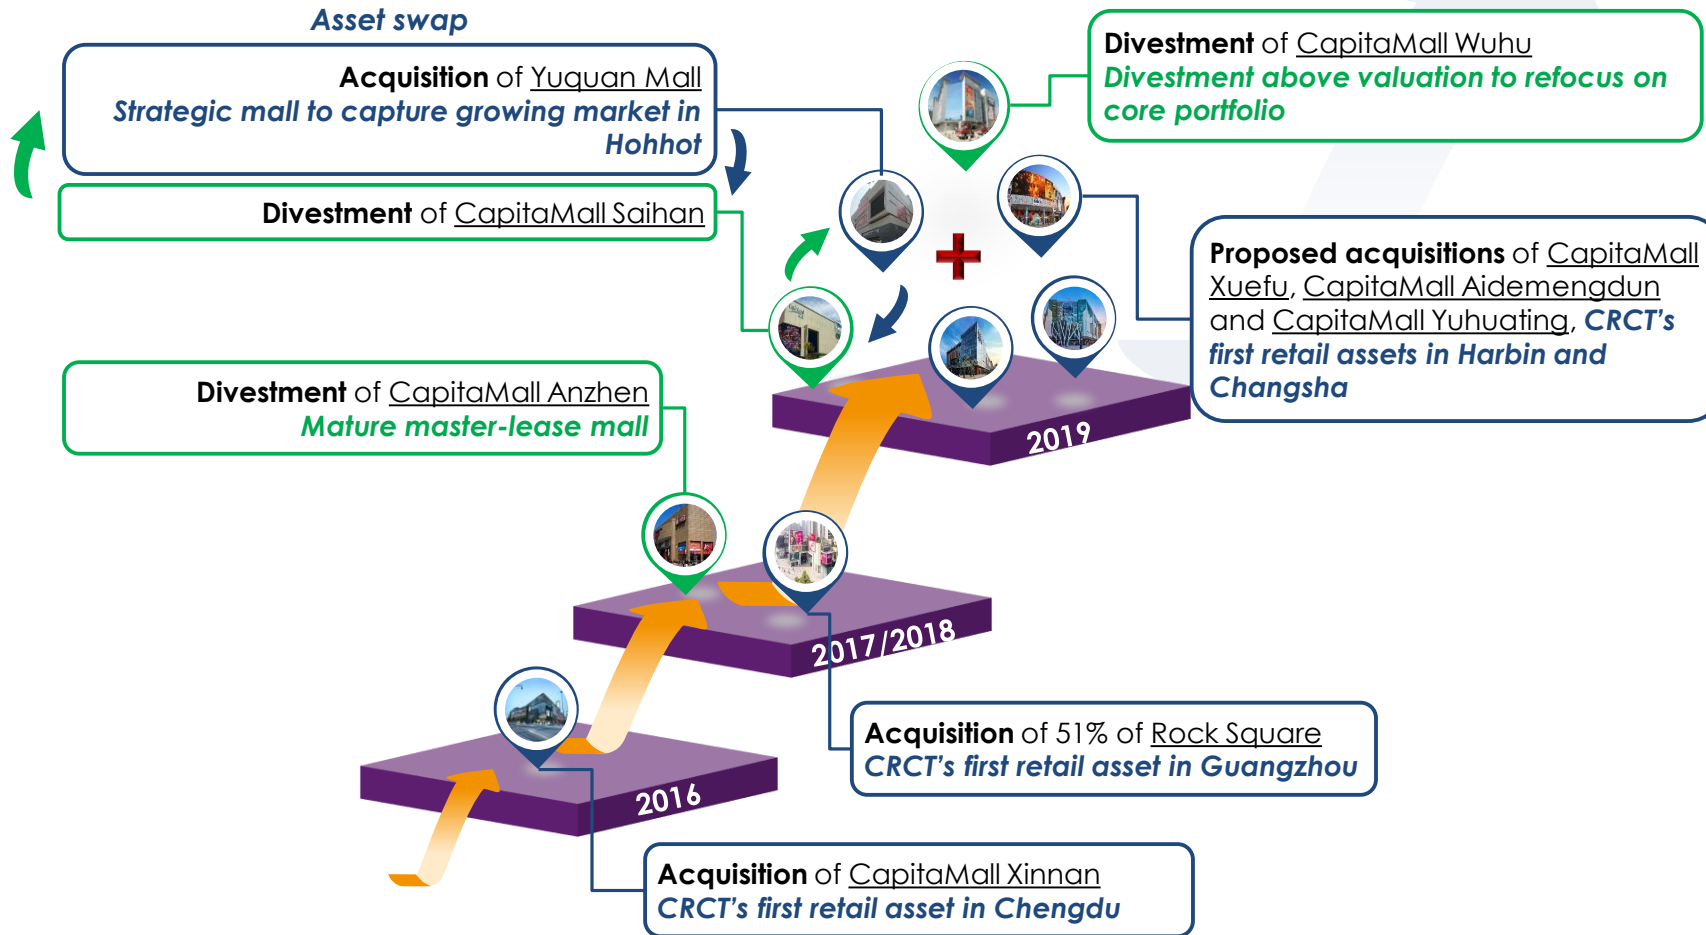 Asset swap
Acquisition of Yuquan Mall
Strategic mall to capture growing market in
Hohhot
Divestment of CapitaMall Saihan
Divestment of CapitaMall Wuhu
Divestment above valuation to refocus on
core portfolio
Proposed acquisitions of CapitaMall
Xuefu, CapitaMall Aidemengdun
and CapitaMall Yuhuating, CRCT's
first retail assets in Harbin and
Changsha
Divestment of CapitaMall Anzhen
Mature master-lease mall
2019
2017/2018
Acquisition of 51% of Rock Square
CRCT's first retail asset in Guangzhou
2016
Acquisition of CapitaMall Xinnan
CRCT's first retail asset in Chengdu